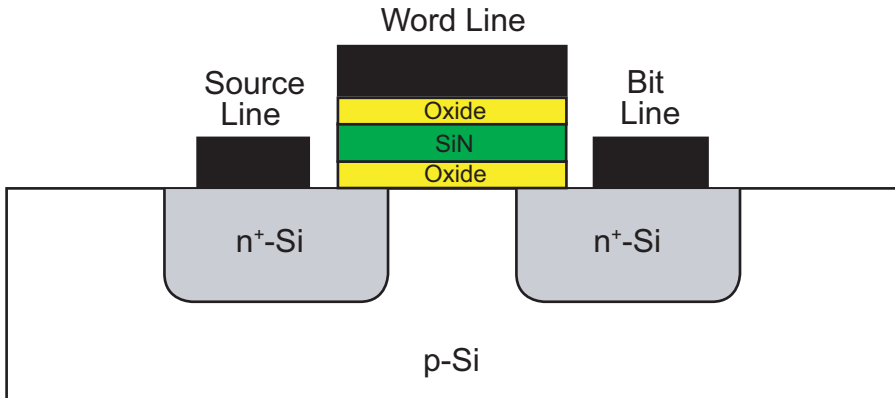 Word Line
Source
Line
Bit
Line
Oxide
SiN
Oxide
n⁺-Si
n⁺-Si
p-Si